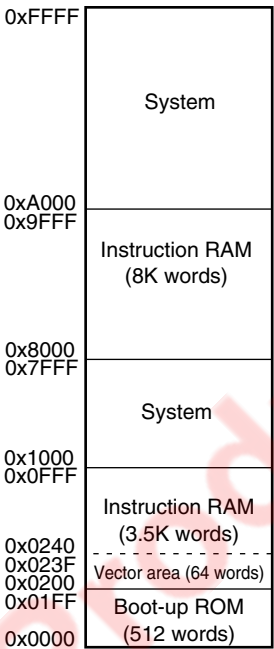 0xFFFF
System
0xA000
0x9FFF
Instruction RAM
(8K words)
0x8000
0x7FFF
System
0x1000
0x0FFF
Instruction RAM
(3.5K words)
0x0240
0x023F
Vector area (64 words)
0x0200
0x01FF
Boot-up ROM
(512 words)
0x0000